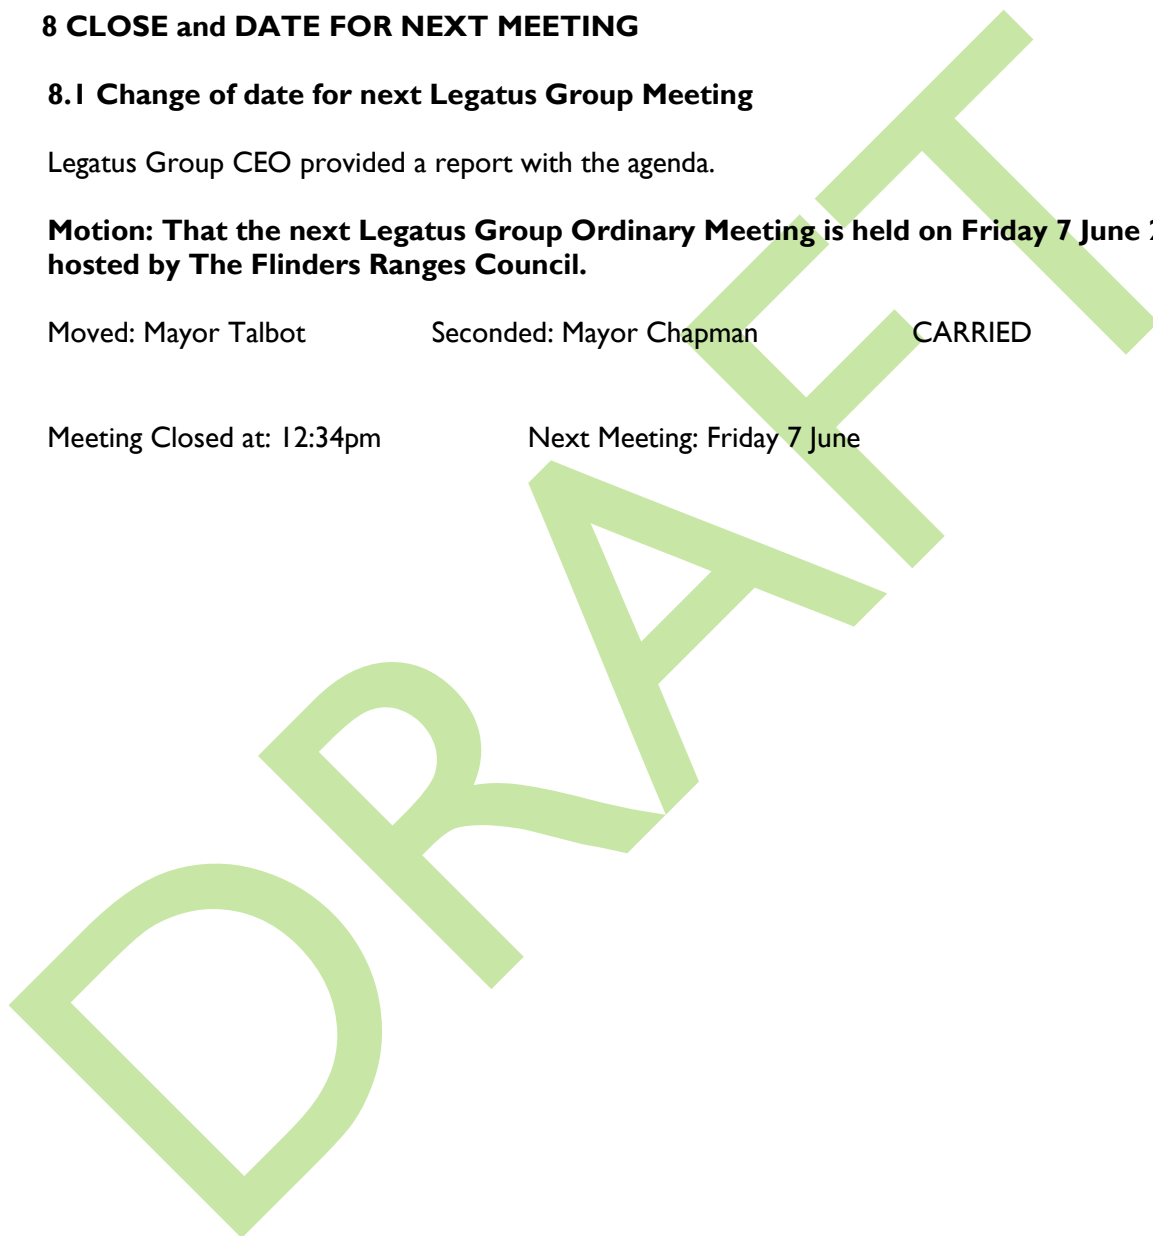 8 CLOSE and DATE FOR NEXT MEETING
8.1 Change of date for next Legatus Group Meeting
Legatus Group CEO provided a report with the agenda.
Motion: That the next Legatus Group Ordinary Meeting is held on Friday 7 June
hosted by The Flinders Ranges Council.
Moved: Mayor Talbot Seconded: Mayor Chapman CARRIED
Meeting Closed at: 12:34pm Next Meeting: Friday 7 June
DRAFT